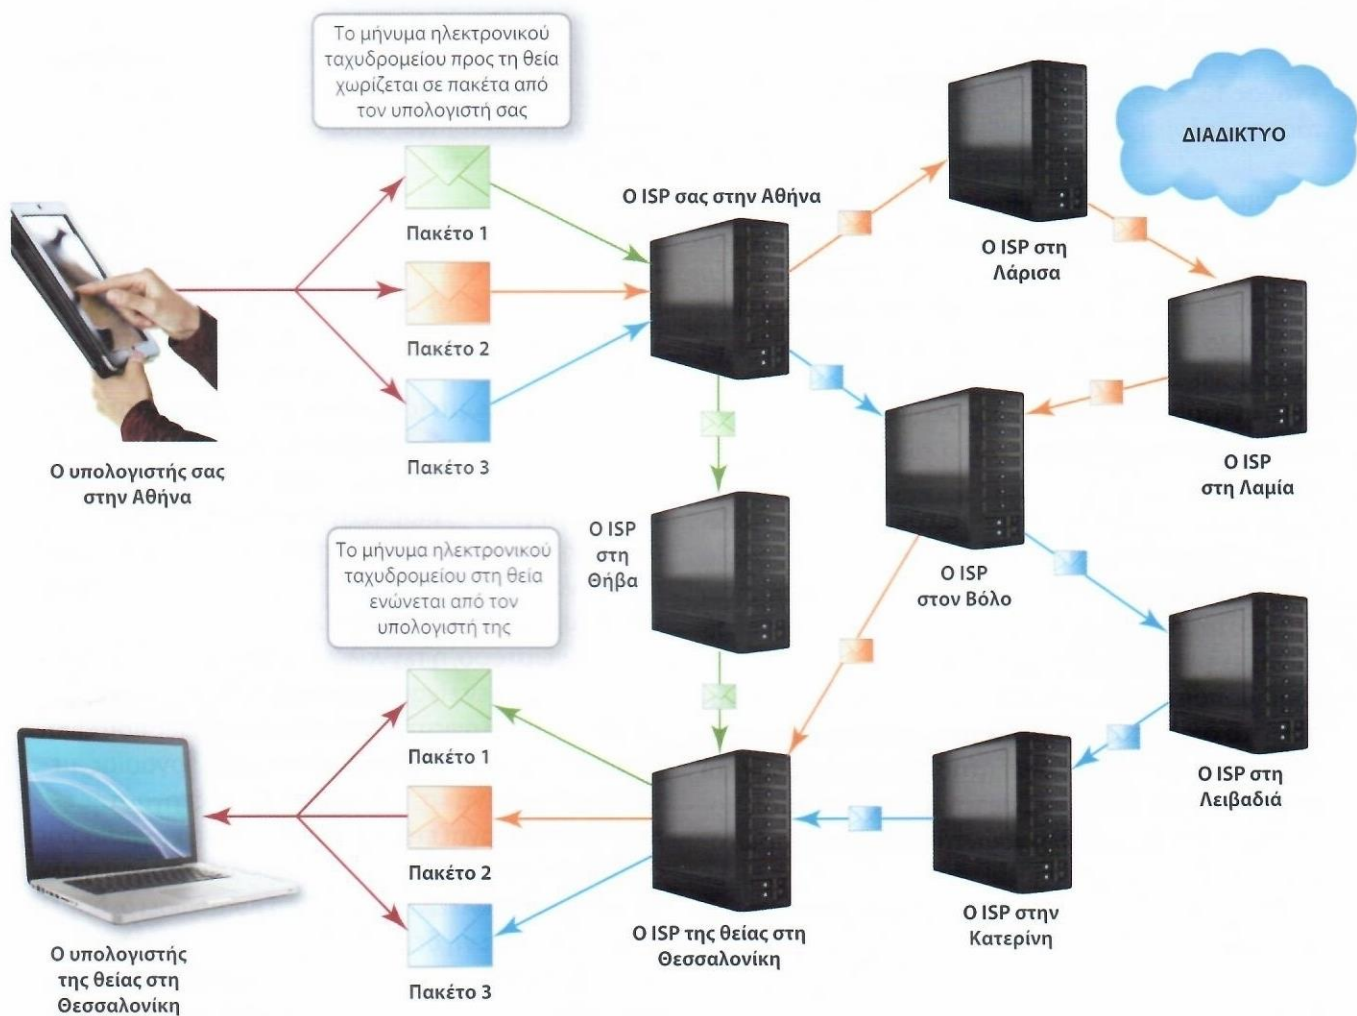 Το μήνυμα ηλεκτρονικού
ταχυδρομείου προς τη θεία
χωρίζεται σε πακέτα από
τον υπολογιστή σας
ΔΙΑΔΙΚΤΥΟ
Ο ISP σας στην Αθήνα
Πακέτο 1
Ο ISP στη
Λάρισα
Πακέτο 2
Ο υπολογιστής σας
στην Αθήνα
Πακέτο 3
Ο ISP
στη Λαμία
Ο ISP
στη
Θήβα
Ο ISP
στον Βόλο
Το μήνυμα ηλεκτρονικού
ταχυδρομείου στη θεία
ενώνεται από τον
υπολογιστή της
Πακέτο 1
Ο ISP στη
Λειβαδιά
Πακέτο 2
Ο ISP στην
Κατερίνη
Ο ISP της θείας στη
Θεσσαλονίκη
Ο υπολογιστής
της θείας στη
Θεσσαλονίκη
Πακέτο 3